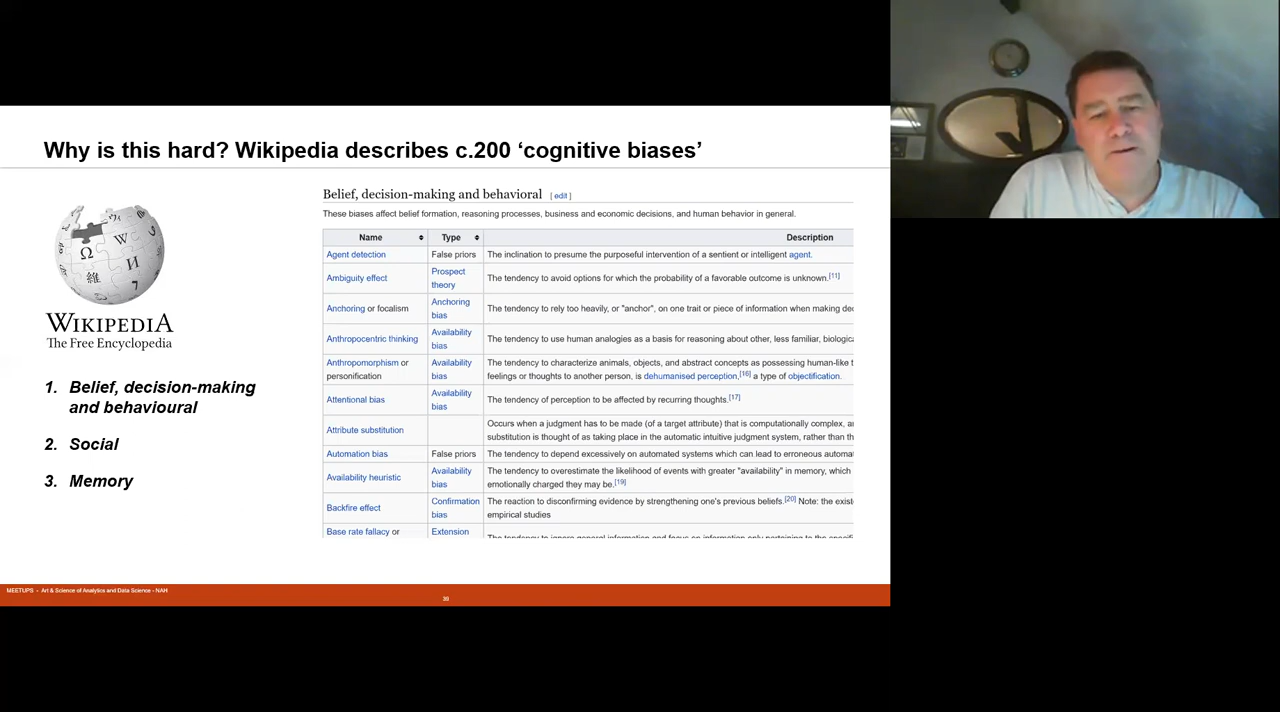 Why is this hard? Wikipedia describes c.200 ‘cognitive biases’
WIKIPEDIA
The Free Encyclopedia
1. Belief, decision-making
and behavioural
2. Social
3. Memory
Belief, decision-making and behavioral [ edit ]
These biases affect belief formation, reasoning processes, business and economic decisions, and human behavior in general.
Name Type Description
Agent detection False priors The inclination to presume the purposeful intervention of a sentient or intelligent agent.
Ambiguity effect Prospect
theory The tendency to avoid options for which the probability of a favorable outcome is unknown.[11]
Anchoring or focalism Anchoring
bias The tendency to rely too heavily, or "anchor", on one trait or piece of information when making
Anthropocentric thinking Availability
bias The tendency to use human analogies as a basis for reasoning about other, less familiar,
Anthropomorphism or
personification Availability
bias The tendency to characterize animals, objects, and abstract concepts as possessing human-like
feelings or thoughts to another person, is dehumanised perception,[16] a type of objectification.
Attentional bias Availability
bias The tendency of perception to be affected by recurring thoughts.[17]
Attribute substitution Occurs when a judgment has to be made (of a target attribute) that is computationally complex,
substitution is thought of as taking place in the automatic intuitive judgment system, rather than
Automation bias False priors The tendency to depend excessively on automated systems which can lead to erroneous
Availability heuristic Availability
bias The tendency to overestimate the likelihood of events with greater "availability" in memory, which
emotionally charged they may be.[19]
Backfire effect Confirmation
bias The reaction to disconfirming evidence by strengthening one's previous beliefs.[20] Note: the
empirical studies
Base rate fallacy or Extension
MEETUPS - Art & Science of Analytics and Data Science - NAH
30